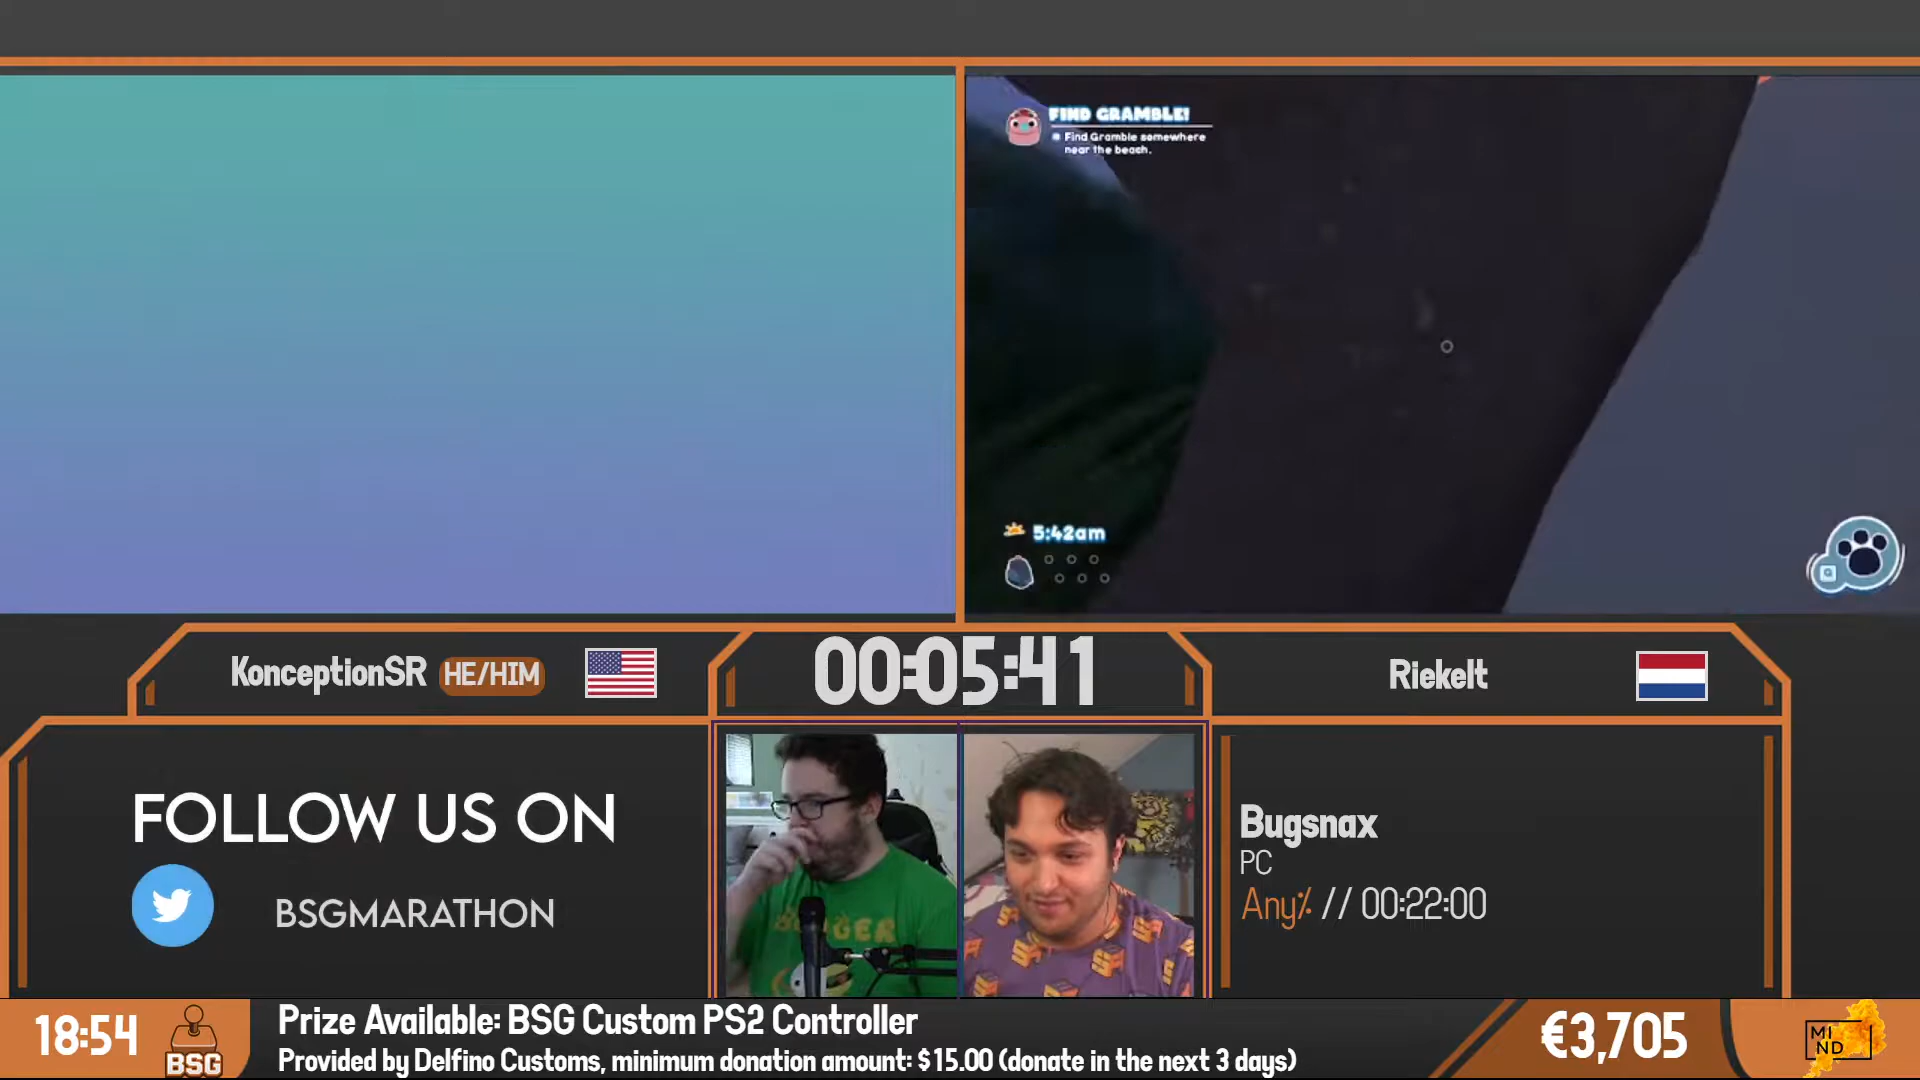 FIND GRAMBLE!
Find Gramble somewhere
near the beach.
5:42am
KonceptionSR HE/HIM
00:05:41
Riekelt
FOLLOW US ON
BSGMARATHON
Bugsnax
PC
Any% // 00:22:00
18:54
BSG
Prize Available: BSG Custom PS2 Controller
Provided by Delfino Customs, minimum donation amount: $15.00 (donate in the next 3 days)
€3,705
MI
ND